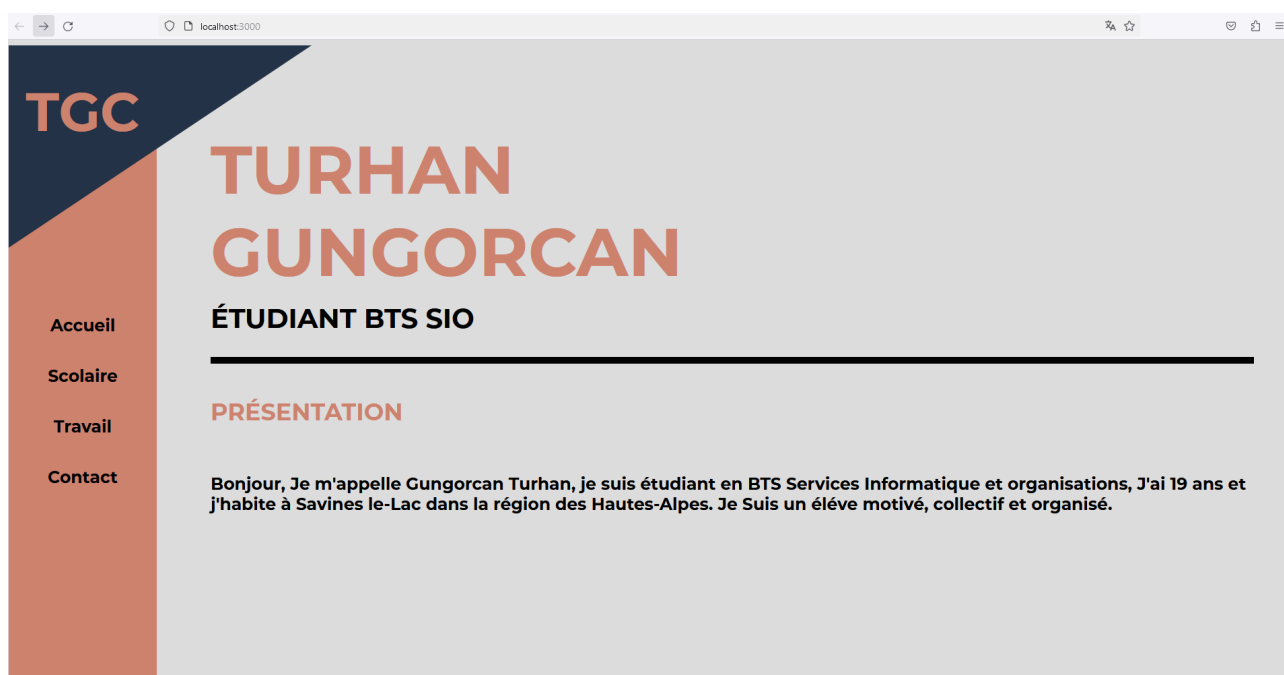 localhost:3000
TGC
TURHAN
GUNGORCAN
ÉTUDIANT BTS SIO
Accueil
Scolaire
Travail
Contact
PRÉSENTATION
Bonjour, Je m'appelle Gungorcan Turhan, je suis étudiant en BTS Services Informatique et organisations, J'ai 19 ans et
j'habite à Savines le-Lac dans la région des Hautes-Alpes. Je Suis un éléve motivé, collectif et organisé.